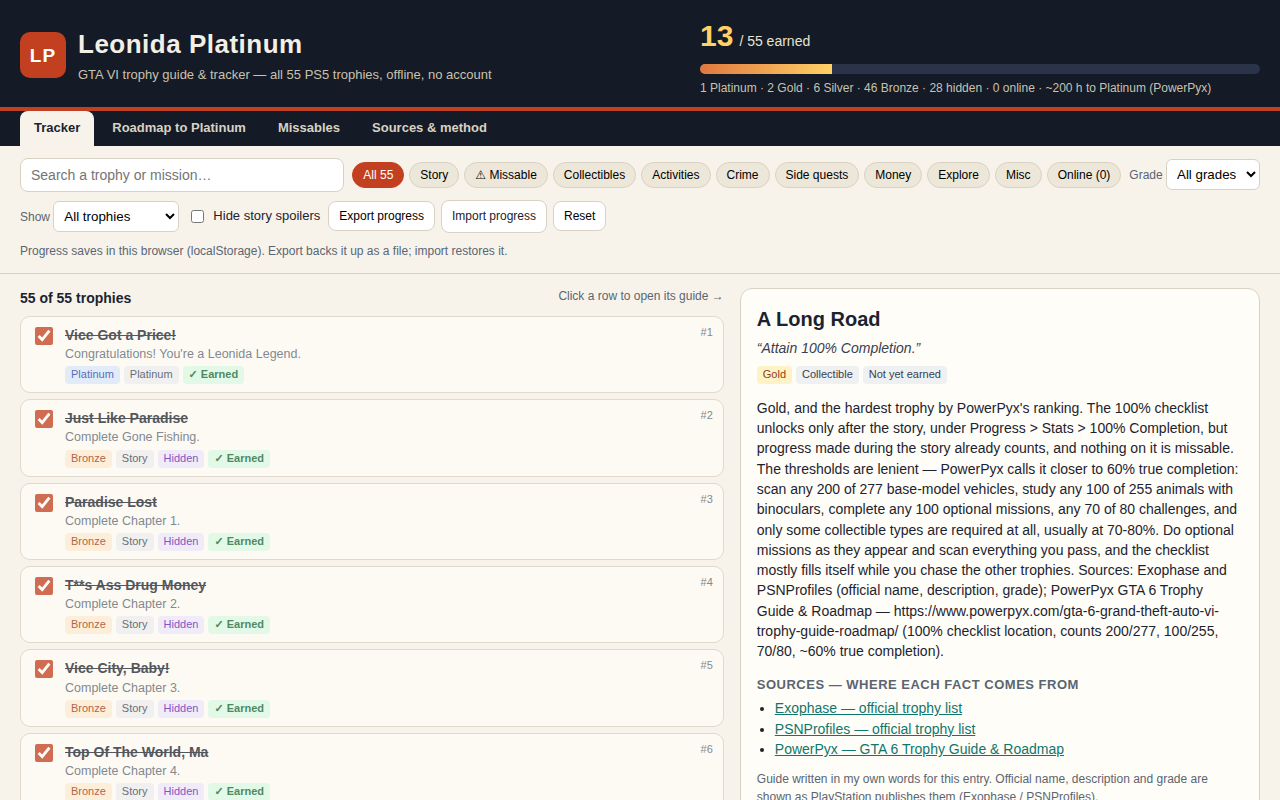 LP
Leonida Platinum
GTA VI trophy guide & tracker — all 55 PS5 trophies, offline, no account
13 / 55 earned
1 Platinum · 2 Gold · 6 Silver · 46 Bronze · 28 hidden · 0 online · ~200 h to Platinum (PowerPyx)
Tracker Roadmap to Platinum Missables Sources & method
Search a trophy or mission…
All 55 Story ⚠ Missable Collectibles Activities Crime Side quests Money Explore Misc Online (0) Grade All grades
Show All trophies Hide story spoilers Export progress Import progress Reset
Progress saves in this browser (localStorage). Export backs it up as a file; import restores it.
55 of 55 trophies
Click a row to open its guide →
Vice Got a Price!
#1
Congratulations! You're a Leonida Legend.
Platinum Platinum ✓ Earned
Just Like Paradise
#2
Complete Gone Fishing.
Bronze Story Hidden ✓ Earned
Paradise Lost
#3
Complete Chapter 1.
Bronze Story Hidden ✓ Earned
T**s Ass Drug Money
#4
Complete Chapter 2.
Bronze Story Hidden ✓ Earned
Vice City, Baby!
#5
Complete Chapter 3.
Bronze Story Hidden ✓ Earned
Top Of The World, Ma
#6
Complete Chapter 4.
Bronze Story Hidden ✓ Earned
A Long Road
“Attain 100% Completion.”
Gold Collectible Not yet earned
Gold, and the hardest trophy by PowerPyx's ranking. The 100% checklist
unlocks only after the story, under Progress > Stats > 100% Completion, but
progress made during the story already counts, and nothing on it is missable.
The thresholds are lenient — PowerPyx calls it closer to 60% true completion:
scan any 200 of 277 base-model vehicles, study any 100 of 255 animals with
binoculars, complete any 100 optional missions, any 70 of 80 challenges, and
only some collectible types are required at all, usually at 70-80%. Do optional
missions as they appear and scan everything you pass, and the checklist
mostly fills itself while you chase the other trophies. Sources: Exophase and
PSNProfiles (official name, description, grade); PowerPyx GTA 6 Trophy
Guide & Roadmap — https://www.powerpyx.com/gta-6-grand-theft-auto-vi-
trophy-guide-roadmap/ (100% checklist location, counts 200/277, 100/255,
70/80, ~60% true completion).
SOURCES — WHERE EACH FACT COMES FROM
Exophase — official trophy list
PSNProfiles — official trophy list
PowerPyx — GTA 6 Trophy Guide & Roadmap
Guide written in my own words for this entry. Official name, description and grade are
shown as PlayStation publishes them (Exophase / PSNProfiles).